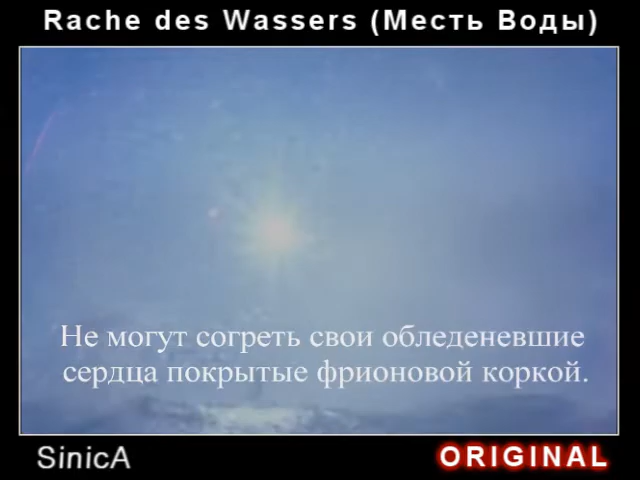 Rache des Wassers (Месть Воды)
Не могут согреть свои обледеневшие
сердца покрытые фрионовой коркой.
SinicA
ORIGINAL